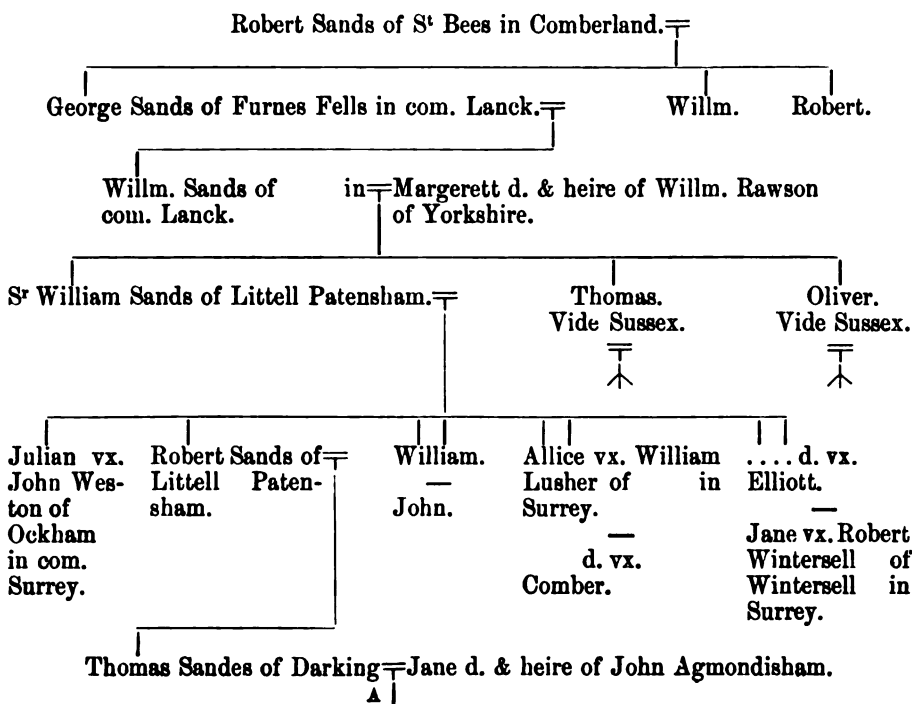 Robert Sands of Sᵗ Bees in Comberland.
George Sands of Furnes Fells in com. Lanck.
Willm.
Robert.
Willm. Sands of in
com. Lanck.
Margerett d. & heire of Willm. Rawson
of Yorkshire.
Sʳ William Sands of Littell Patensham.
Thomas.
Vide Sussex.
Oliver.
Vide Sussex.
Julian vx.
John Wes-
ton of
Ockham
in com.
Surrey.
Robert Sands of
Littell Paten-
sham.
William.
—
John.
Allice vx. William
Lusher of in
Surrey.
—
d. vx.
Comber.
.... d. vx.
Elliott.
—
Jane vx. Robert
Wintersell of
Wintersell in
Surrey.
Thomas Sandes of Darking
Jane d. & heire of John Agmondisham.
A